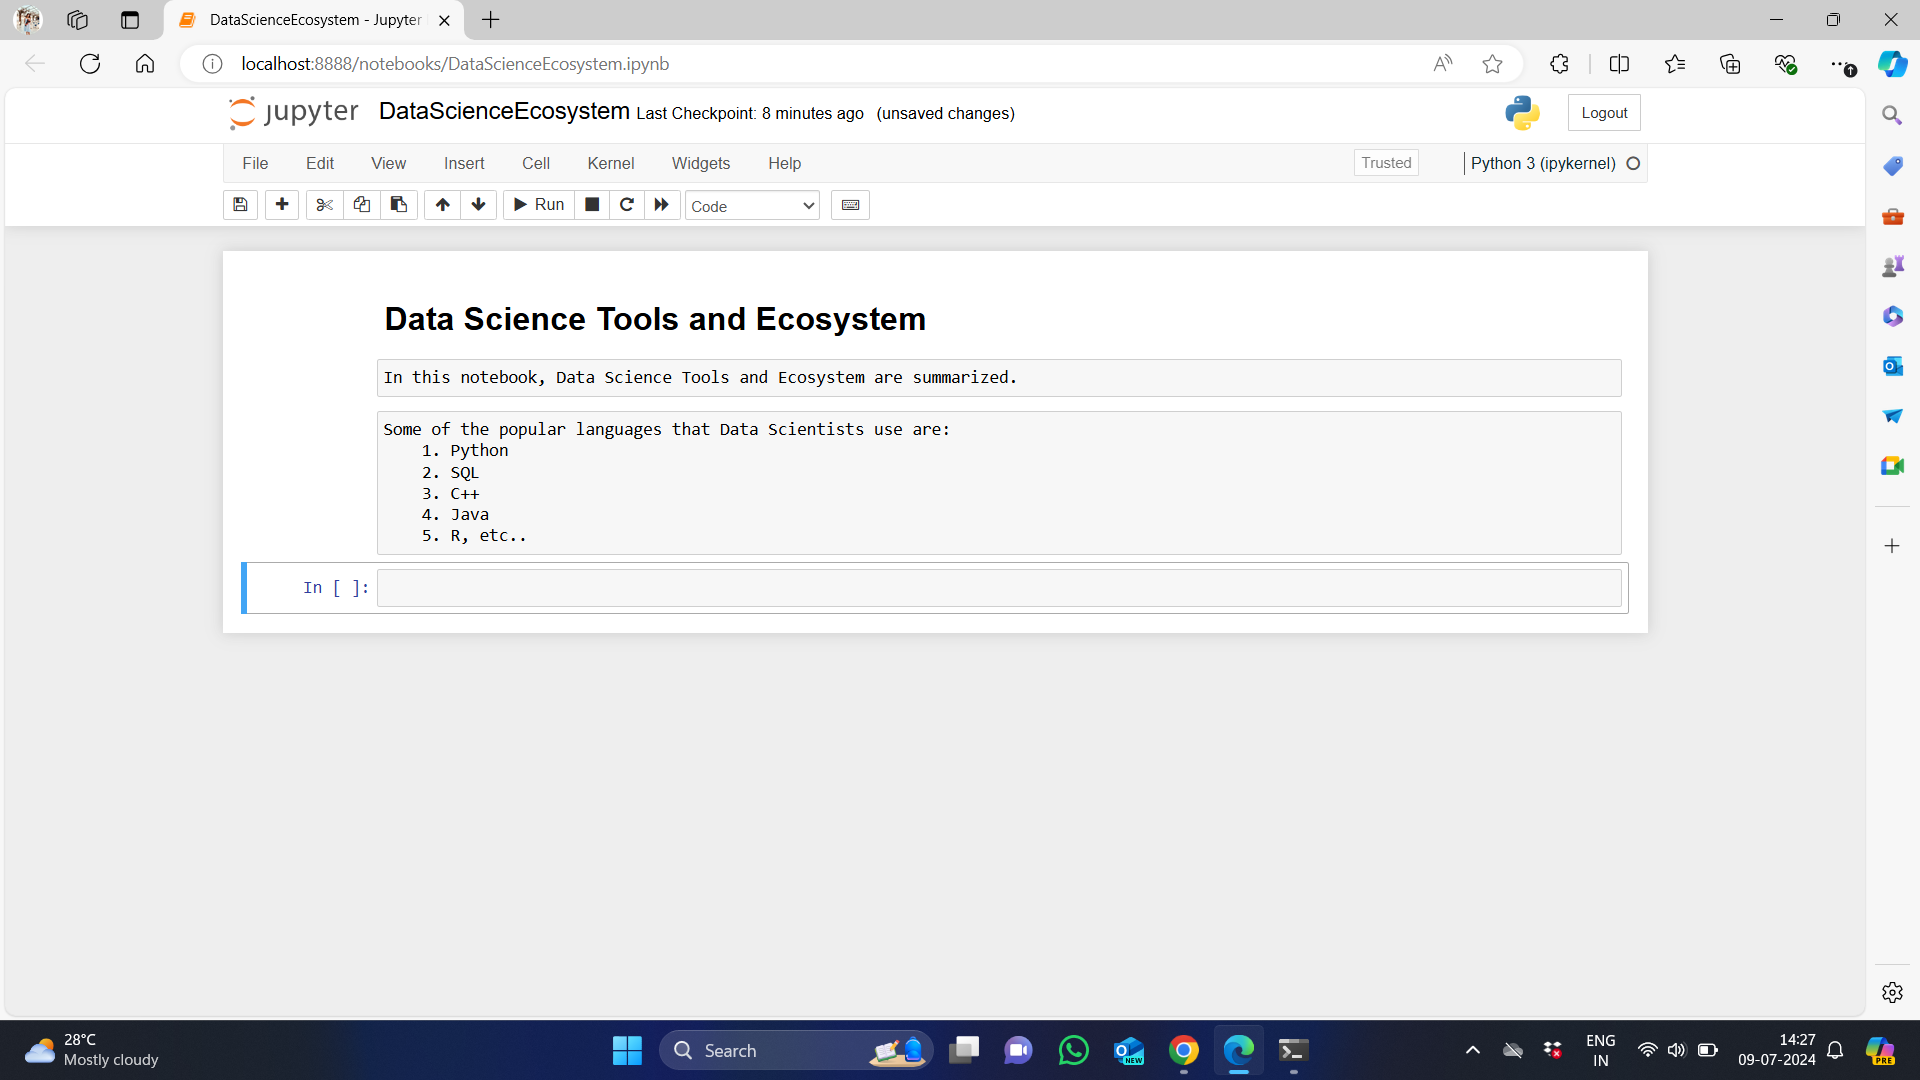 DataScienceEcosystem - Jupyter
localhost:8888/notebooks/DataScienceEcosystem.ipynb
jupyter DataScienceEcosystem Last Checkpoint: 8 minutes ago (unsaved changes)
Logout
File Edit View Insert Cell Kernel Widgets Help
Trusted
Python 3 (ipykernel)
Run
Code
Data Science Tools and Ecosystem
In this notebook, Data Science Tools and Ecosystem are summarized.
Some of the popular languages that Data Scientists use are:
1. Python
2. SQL
3. C++
4. Java
5. R, etc..
In [ ]:
28°C
Mostly cloudy
Search
NEW
ENG
IN
14:27
09-07-2024
PRE